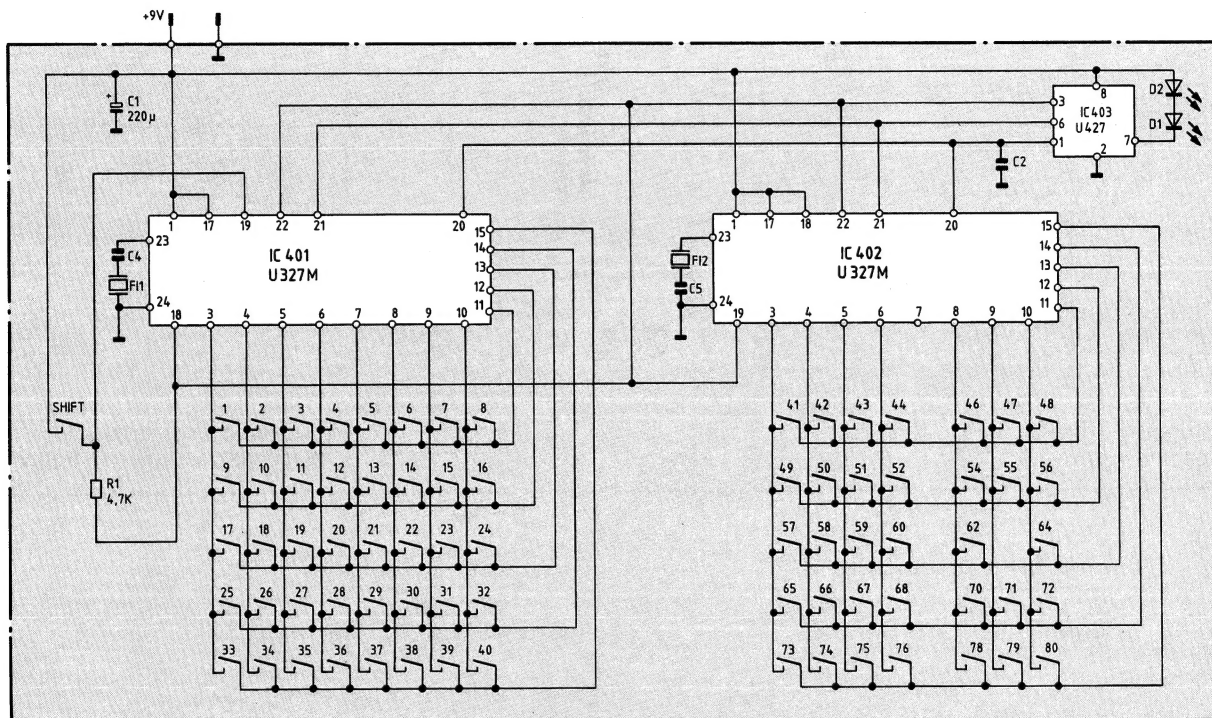 +9V
C1
220µ
D2
D1
3
8
IC403
U427
6
7
1
2
C2
1
17
19
22
21
20
1
17
18
22
21
20
23
C4
FI1
24
IC 401
U327M
15
14
13
12
11
18
3
4
5
6
7
8
9
10
23
FI2
C5
24
IC 402
U327M
15
14
13
12
11
19
3
4
5
6
7
8
9
10
SHIFT
R1
4,7K
1 2 3 4 5 6 7 8
9 10 11 12 13 14 15 16
17 18 19 20 21 22 23 24
25 26 27 28 29 30 31 32
33 34 35 36 37 38 39 40
41 42 43 44 46 47 48
49 50 51 52 54 55 56
57 58 59 60 62 64
65 66 67 68 70 71 72
73 74 75 76 78 79 80